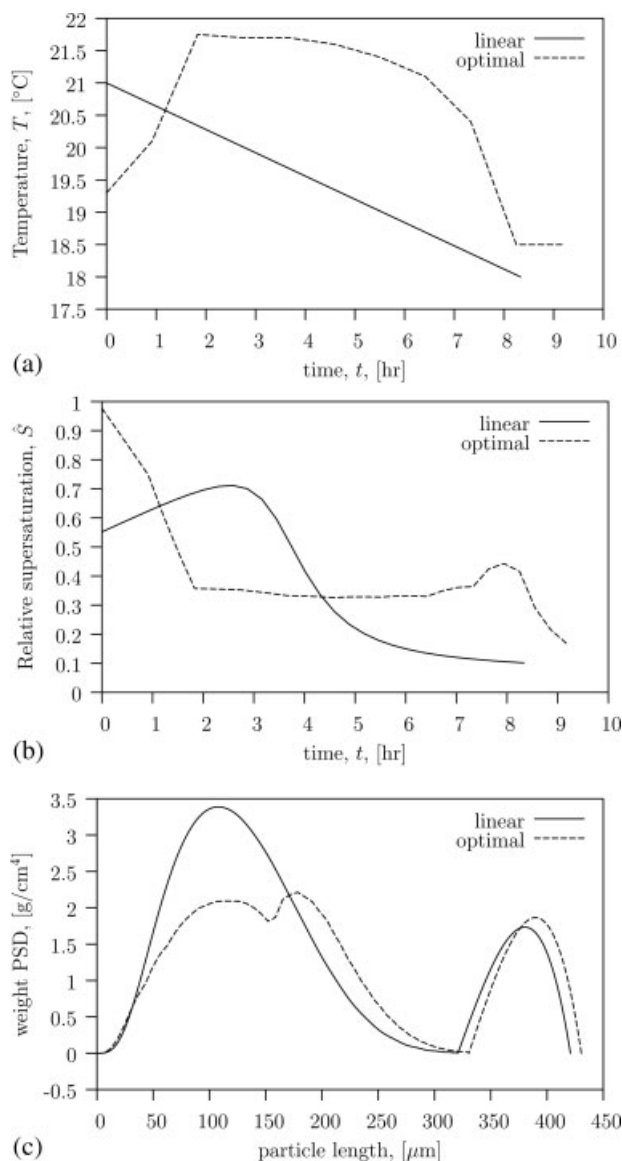 22
21.5
21
20.5
20
19.5
19
18.5
18
17.5
Temperature, T, [°C]
linear
optimal
0 1 2 3 4 5 6 7 8 9 10
time, t, [hr]
(a)
1
0.9
0.8
0.7
0.6
0.5
0.4
0.3
0.2
0.1
0
Relative supersaturation, Ŝ
linear
optimal
0 1 2 3 4 5 6 7 8 9 10
time, t, [hr]
(b)
3.5
3
2.5
2
1.5
1
0.5
0
-0.5
weight PSD, [g/cm⁴]
linear
optimal
0 50 100 150 200 250 300 350 400 450
particle length, [μm]
(c)